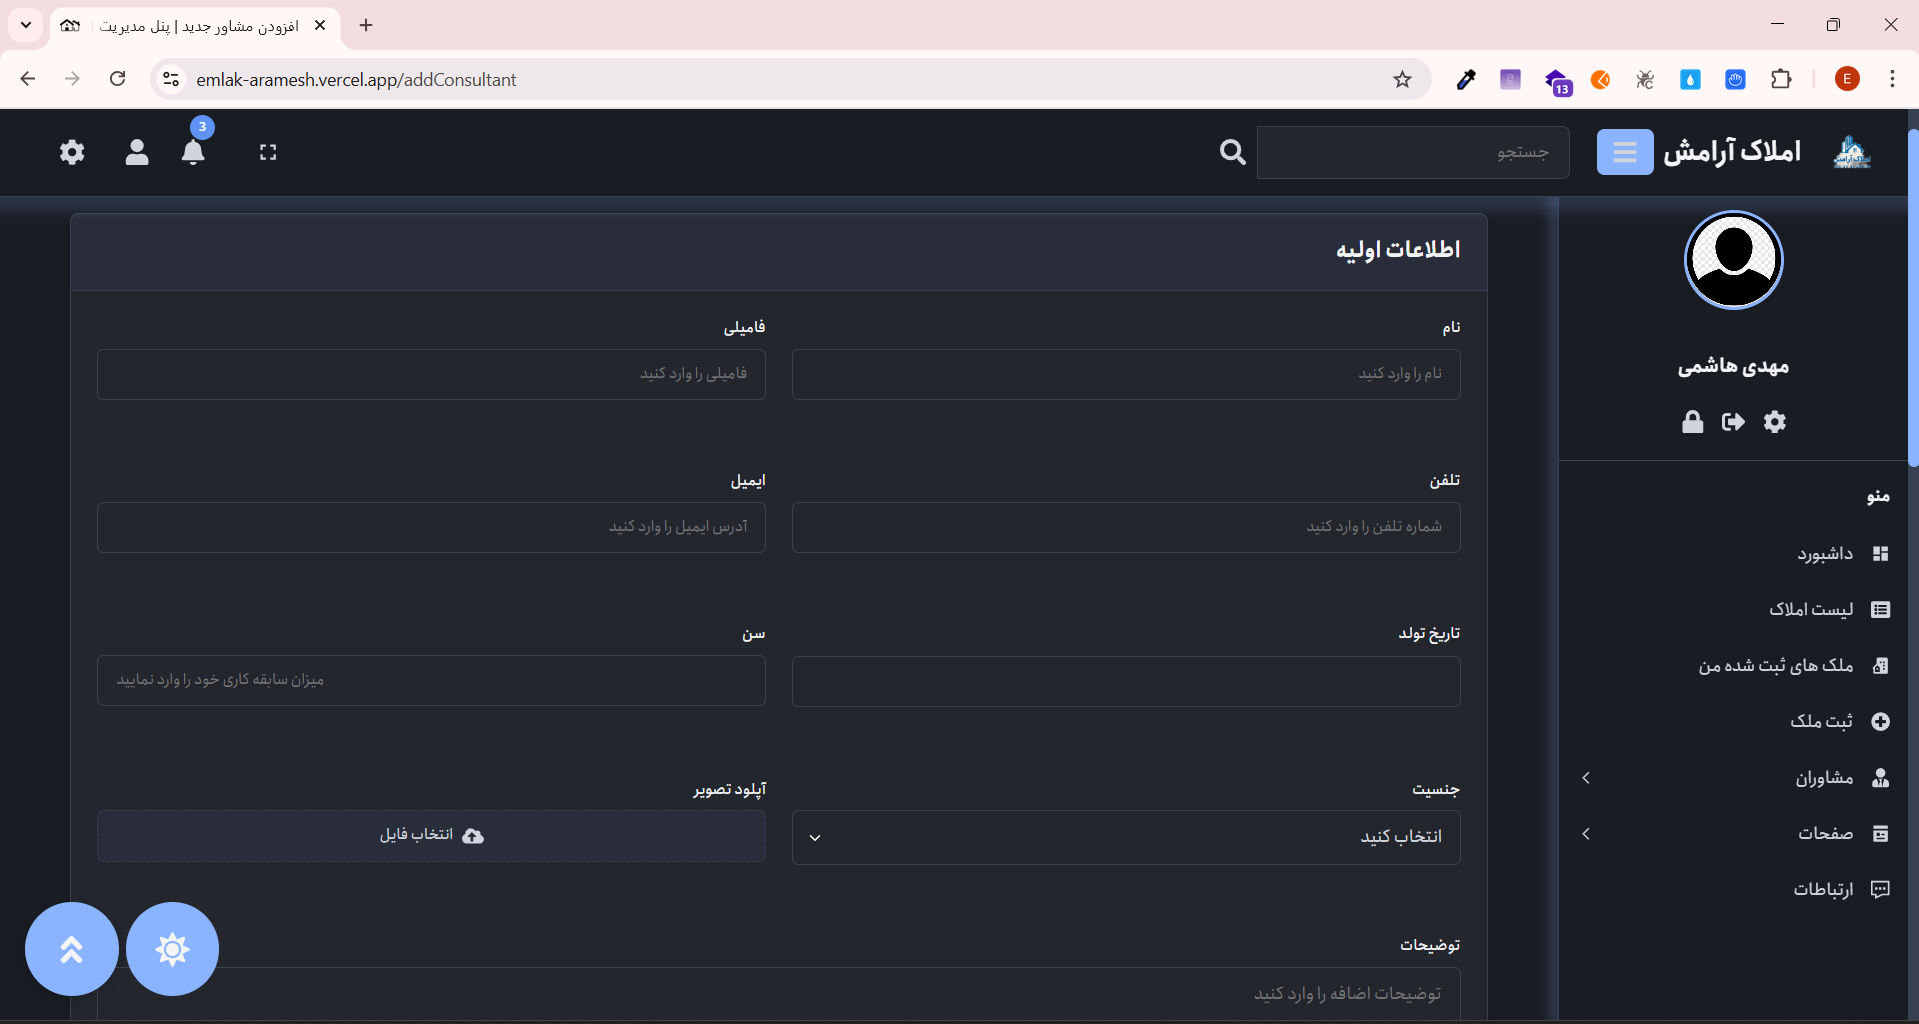 افزودن مشاور جدید | پنل مدیریت
emlak-aramesh.vercel.app/addConsultant
13
E
املاک آرامش
جستجو
3
مهدی هاشمی
منو
داشبورد
لیست املاک
ملک های ثبت شده من
ثبت ملک
مشاوران
صفحات
ارتباطات
اطلاعات اولیه
نام
فامیلی
نام را وارد کنید
فامیلی را وارد کنید
تلفن
ایمیل
شماره تلفن را وارد کنید
آدرس ایمیل را وارد کنید
تاریخ تولد
سن
میزان سابقه کاری خود را وارد نمایید
جنسیت
آپلود تصویر
انتخاب کنید
انتخاب فایل
توضیحات
توضیحات اضافه را وارد کنید